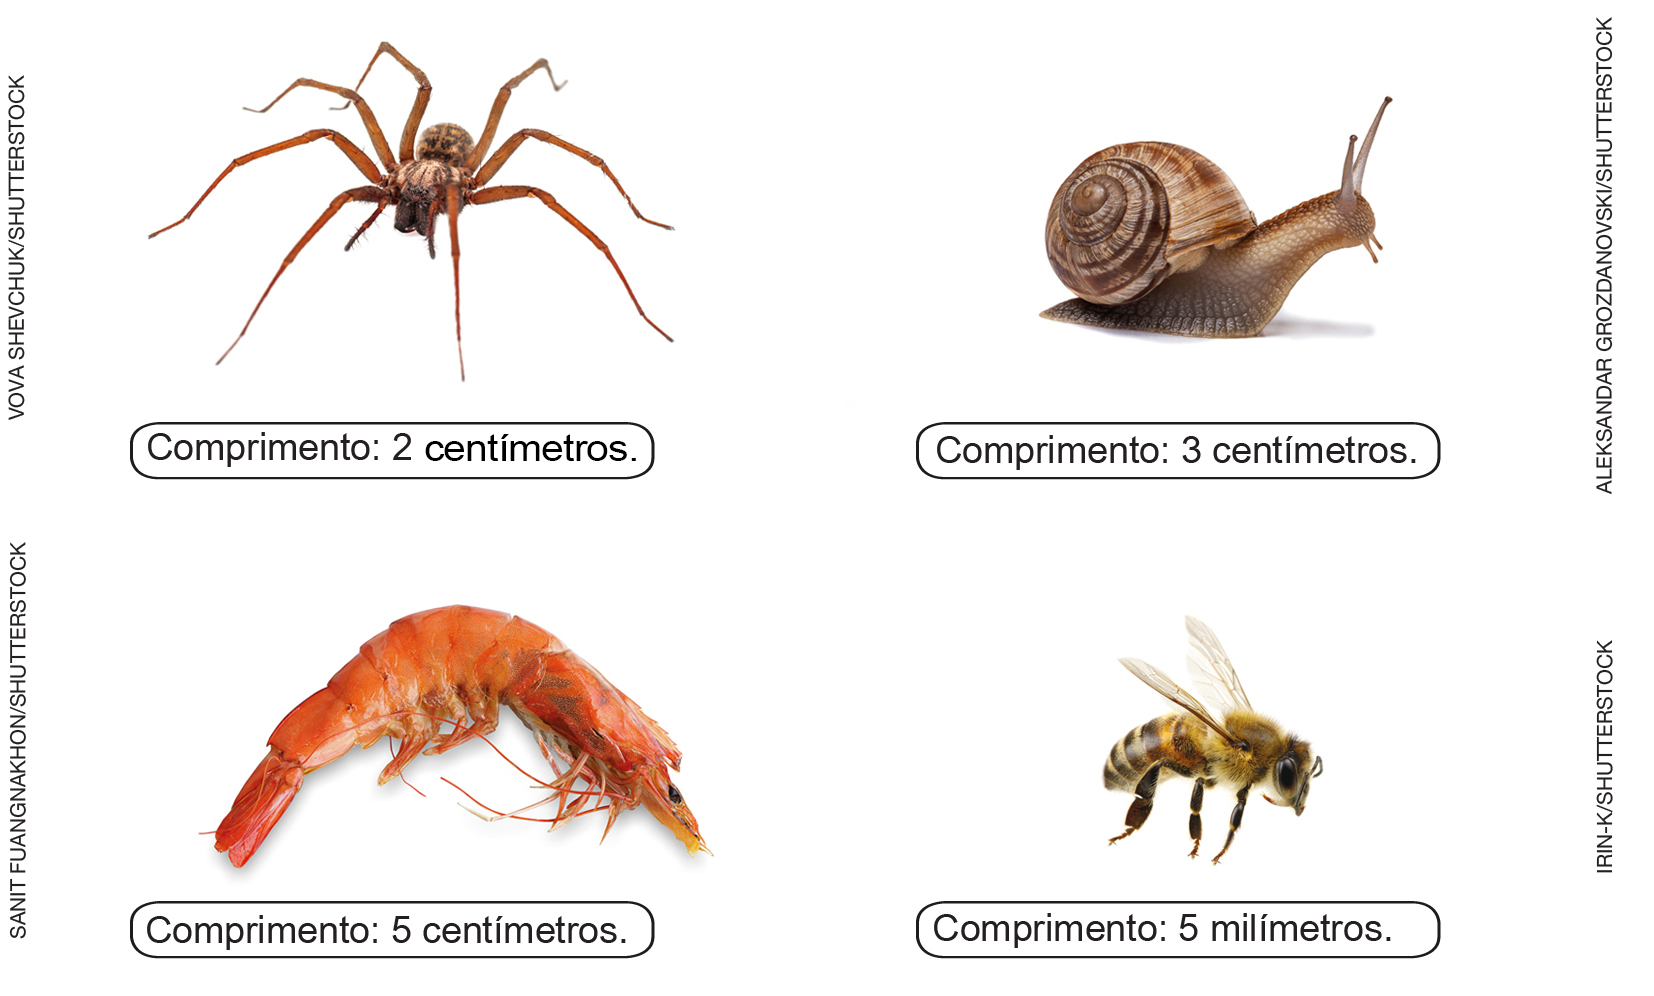 VOVA SHEVCHUK/SHUTTERSTOCK
Comprimento: 2 centímetros.
ALEKSANDAR GROZDANOVSKI/SHUTTERSTOCK
Comprimento: 3 centímetros.
SANIT FUANGNAKHON/SHUTTERSTOCK
Comprimento: 5 centímetros.
IRIN-K/SHUTTERSTOCK
Comprimento: 5 milímetros.